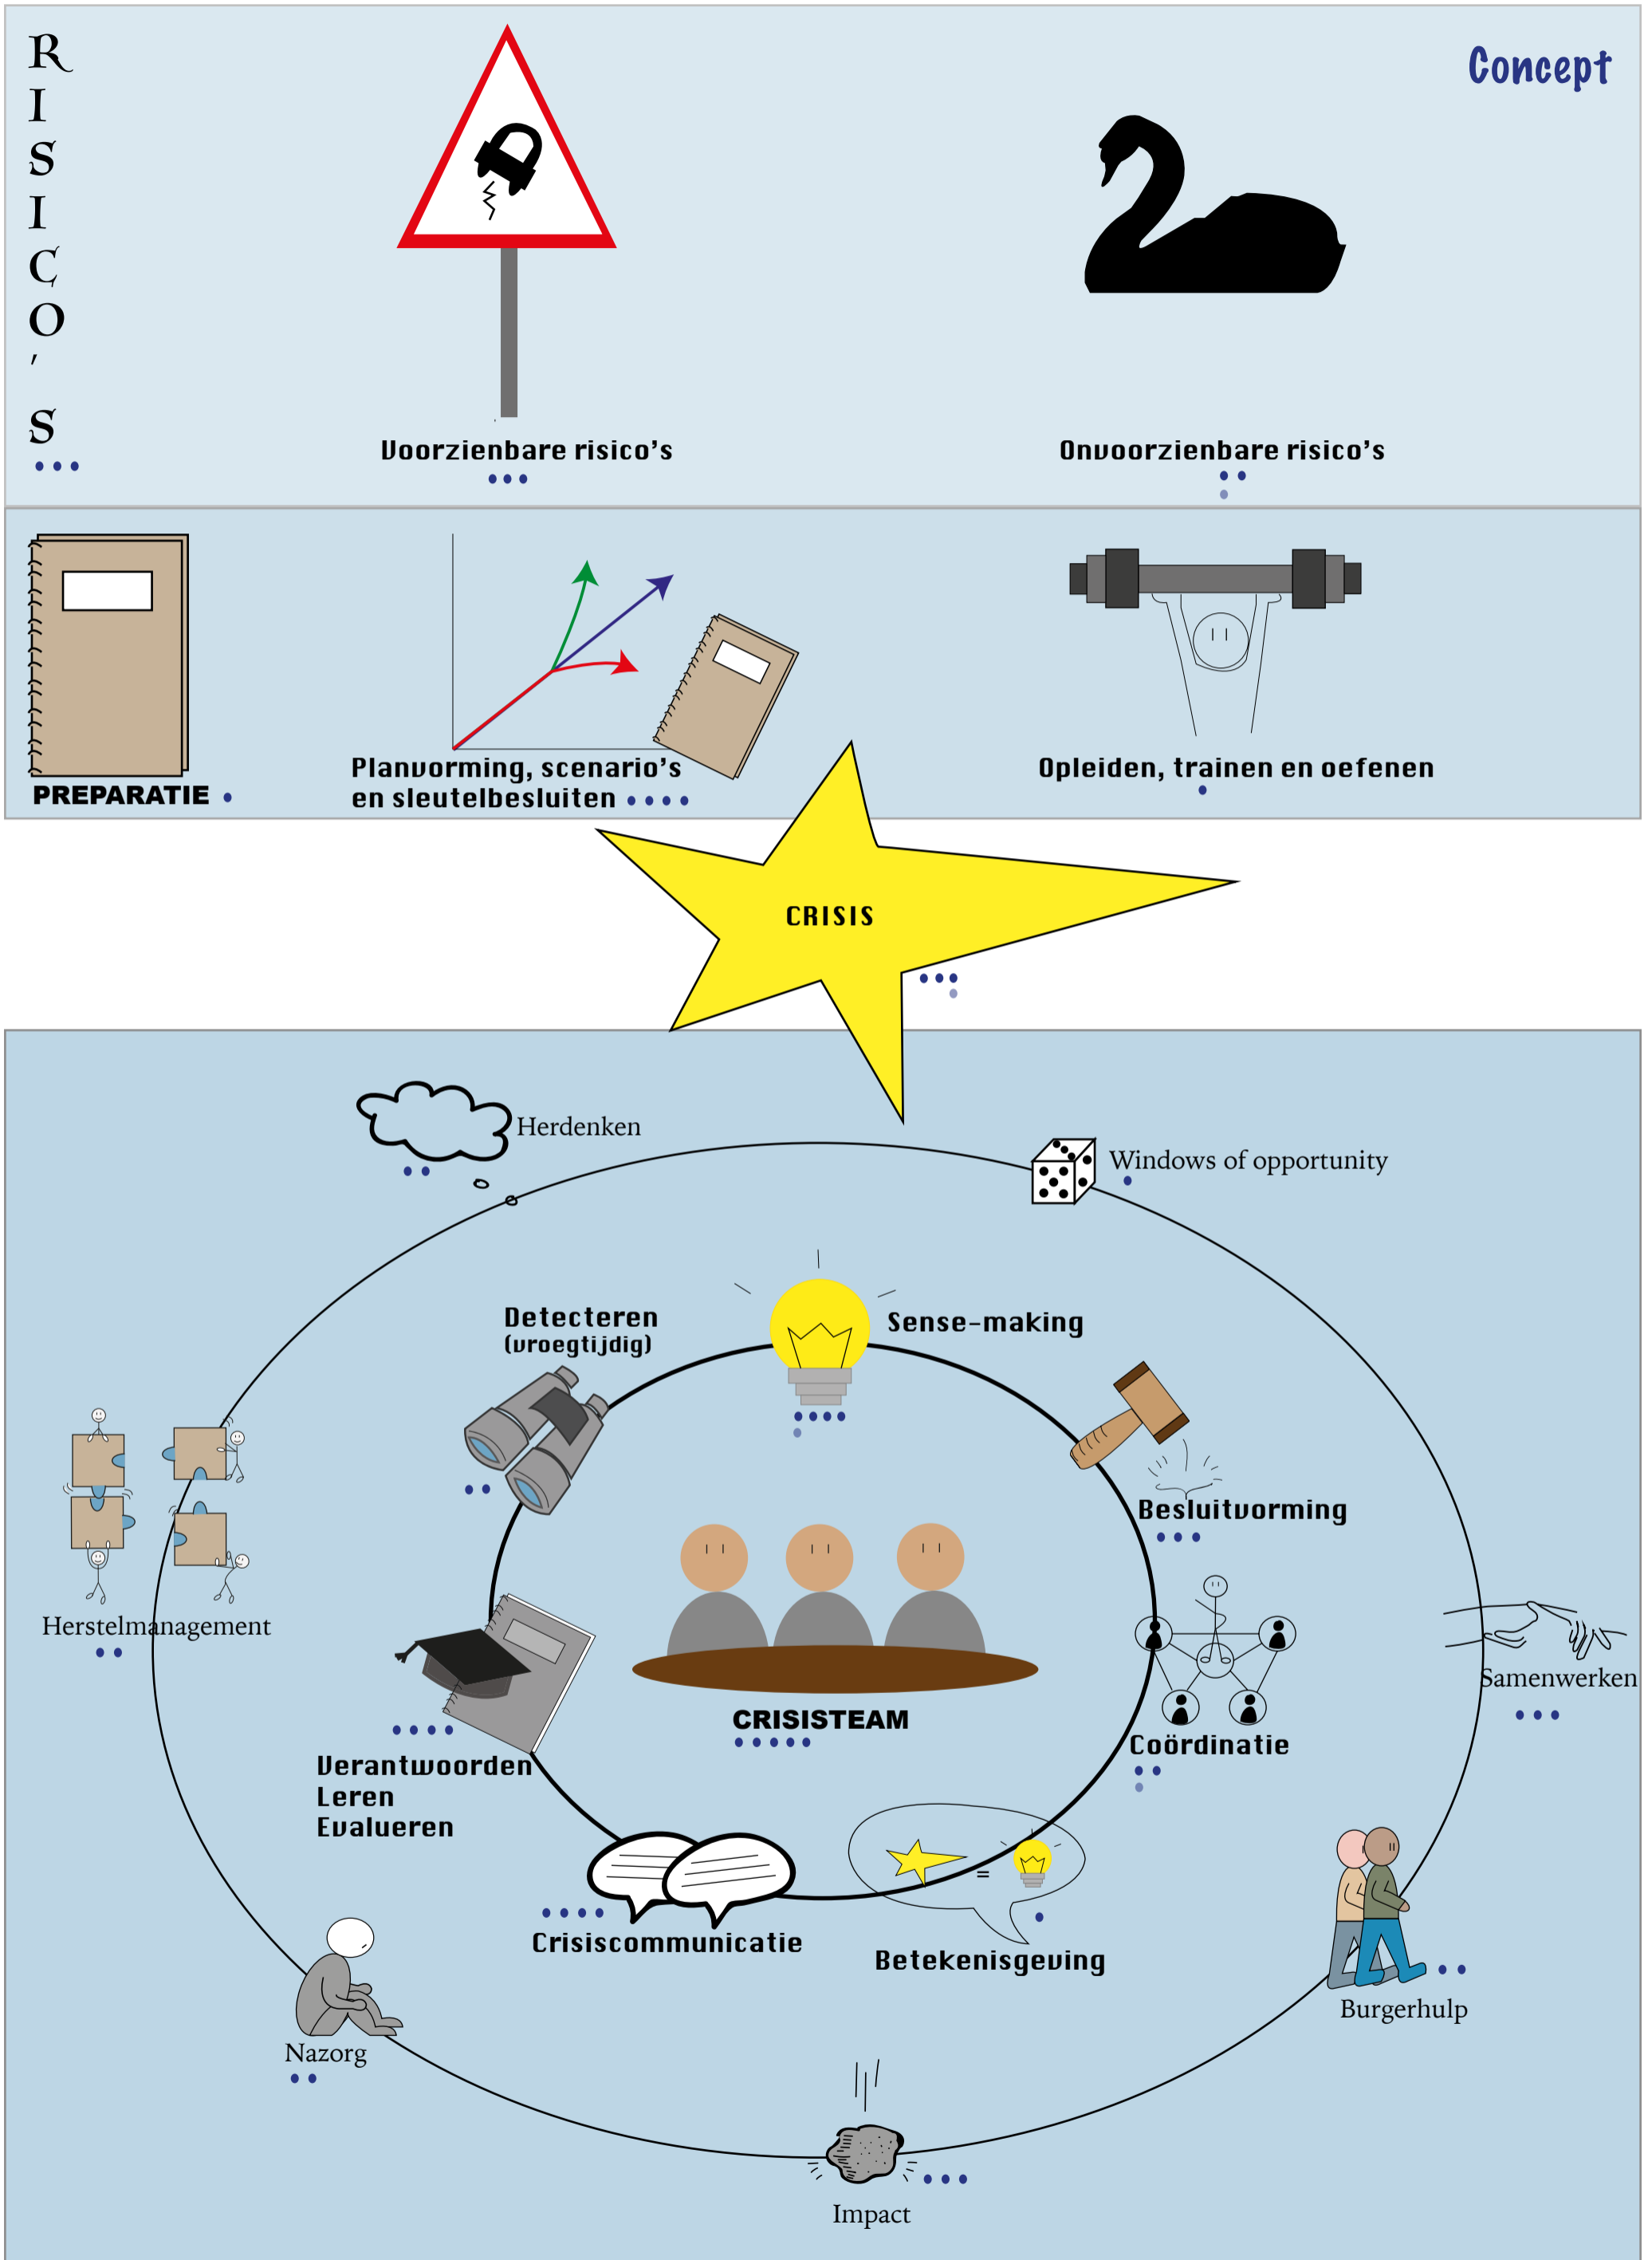 RISICO'S
Concept
Voorzienbare risico's
Onvoorzienbare risico's
PREPARATIE
Planvorming, scenario's
en sleutelbesluiten
Opleiden, trainen en oefenen
CRISIS
Herdenken
Windows of opportunity
Detecteren
(vroegtijdig)
Sense-making
Besluitvorming
Herstelmanagement
Samenwerken
CRISISTEAM
Coördinatie
Verantwoorden
Leren
Evalueren
=
Crisiscommunicatie
Betekenisgeving
Burgerhulp
Nazorg
Impact